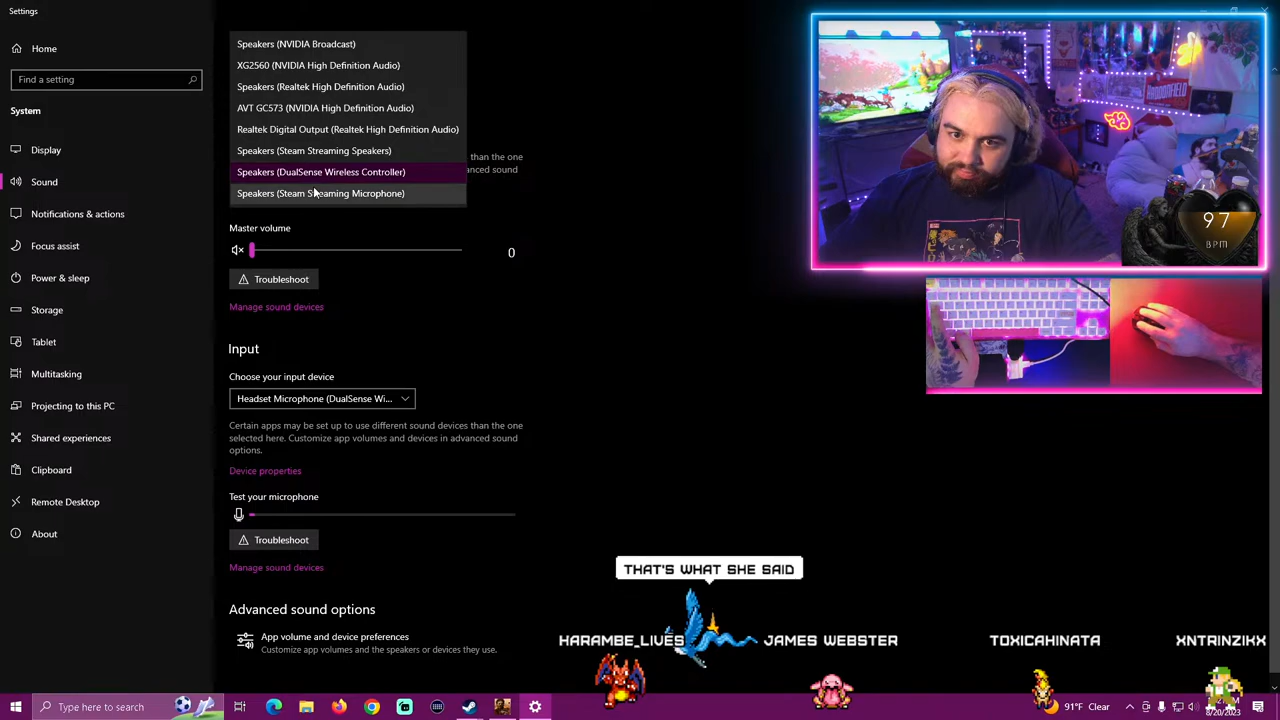 Settings
Home
Find a setting
System
Display
Sound
Notifications & actions
Focus assist
Power & sleep
Storage
Tablet
Multitasking
Projecting to this PC
Shared experiences
Clipboard
Remote Desktop
About
Speakers (NVIDIA Broadcast)
XG2560 (NVIDIA High Definition Audio)
Speakers (Realtek High Definition Audio)
AVT GC573 (NVIDIA High Definition Audio)
Realtek Digital Output (Realtek High Definition Audio)
Speakers (Steam Streaming Speakers)
than the one
Speakers (DualSense Wireless Controller)
anced sound
Speakers (Steam Streaming Microphone)
Master volume
0
Troubleshoot
Manage sound devices
Input
Choose your input device
Headset Microphone (DualSense Wi...
Certain apps may be set up to use different sound devices than the one
selected here. Customize app volumes and devices in advanced sound
options.
Device properties
Test your microphone
Troubleshoot
Manage sound devices
Advanced sound options
App volume and device preferences
Customize app volumes and the speakers or devices they use.
97
BPM
THAT'S WHAT SHE SAID
HARAMBE_LIVES
JAMES WEBSTER
TOXICAHINATA
XNTRINZIKX
Type here to search
91°F Clear
8/20/2023